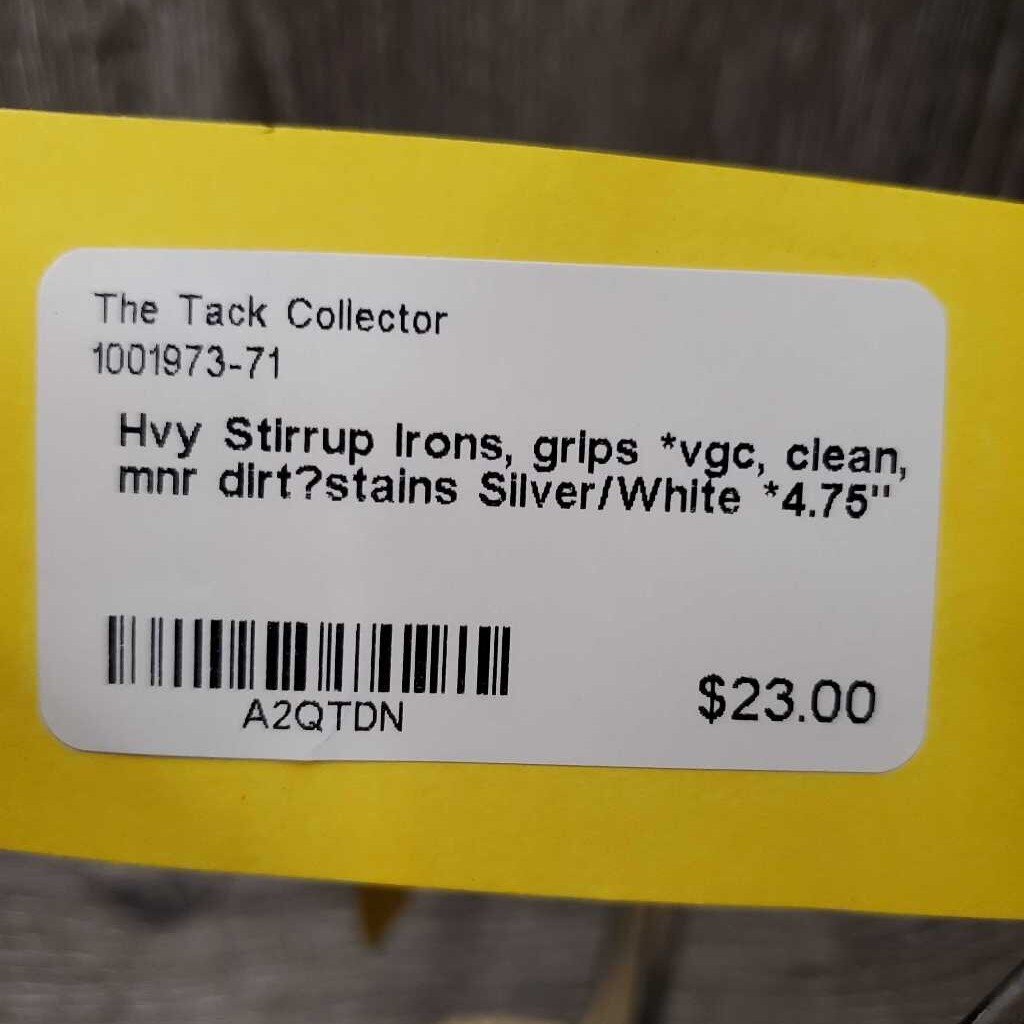 The Tack Collector
1001973-71
Hvy Stirrup Irons, grips *vgc, clean,
mnr dirt?stains Silver/White *4.75"
A2QTDN
$23.00